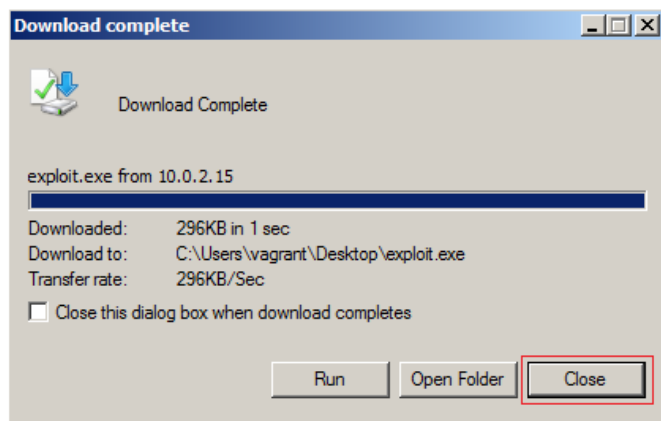 Download complete
Download Complete
exploit.exe from 10.0.2.15
Downloaded: 296KB in 1 sec
Download to: C:\Users\vagrant\Desktop\exploit.exe
Transfer rate: 296KB/Sec
Close this dialog box when download completes
Run Open Folder Close